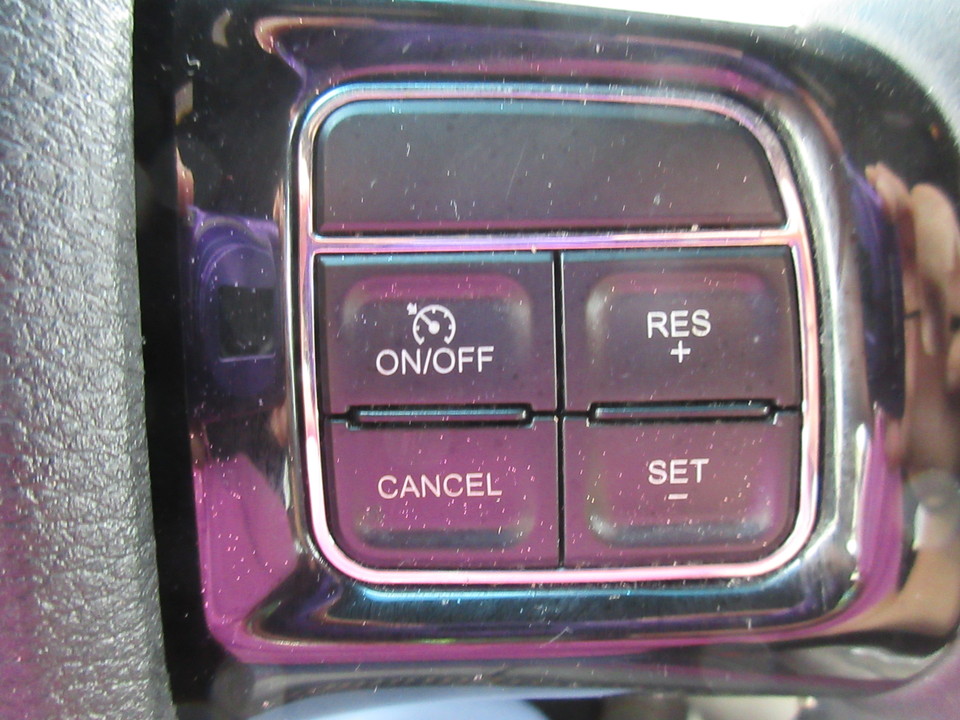 ON/OFF
RES
+
CANCEL
SET
-